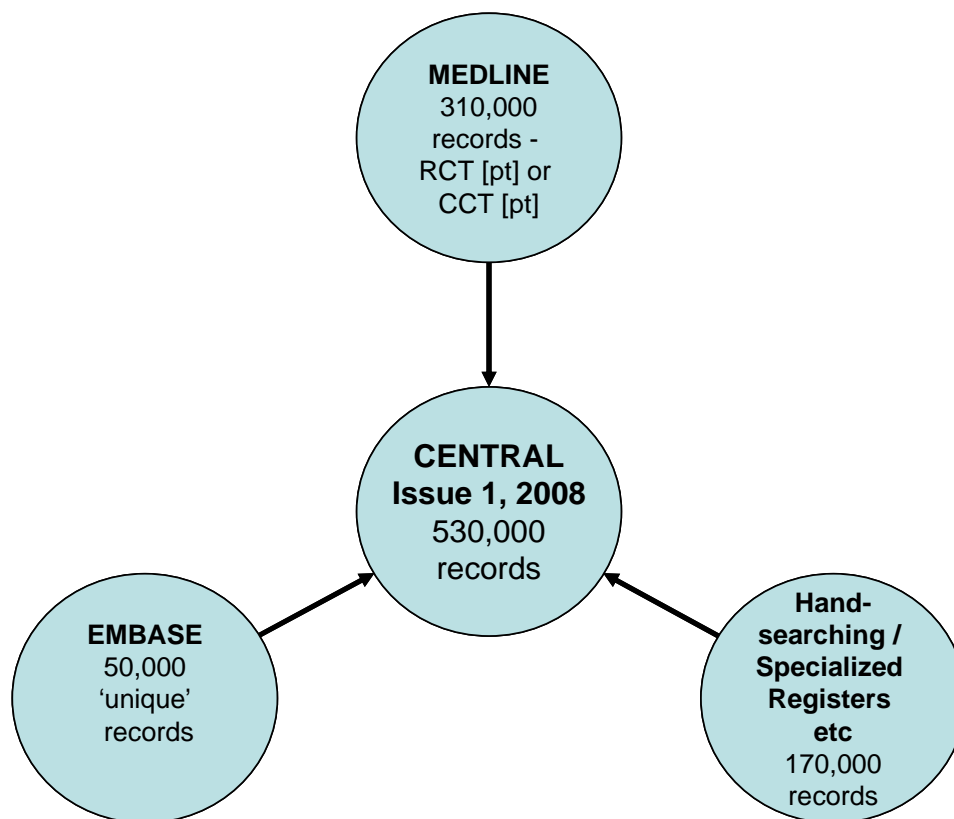 MEDLINE
310,000
records -
RCT [pt] or
CCT [pt]
CENTRAL
Issue 1, 2008
530,000
records
EMBASE
50,000
‘unique’
records
Hand-
searching /
Specialized
Registers
etc
170,000
records